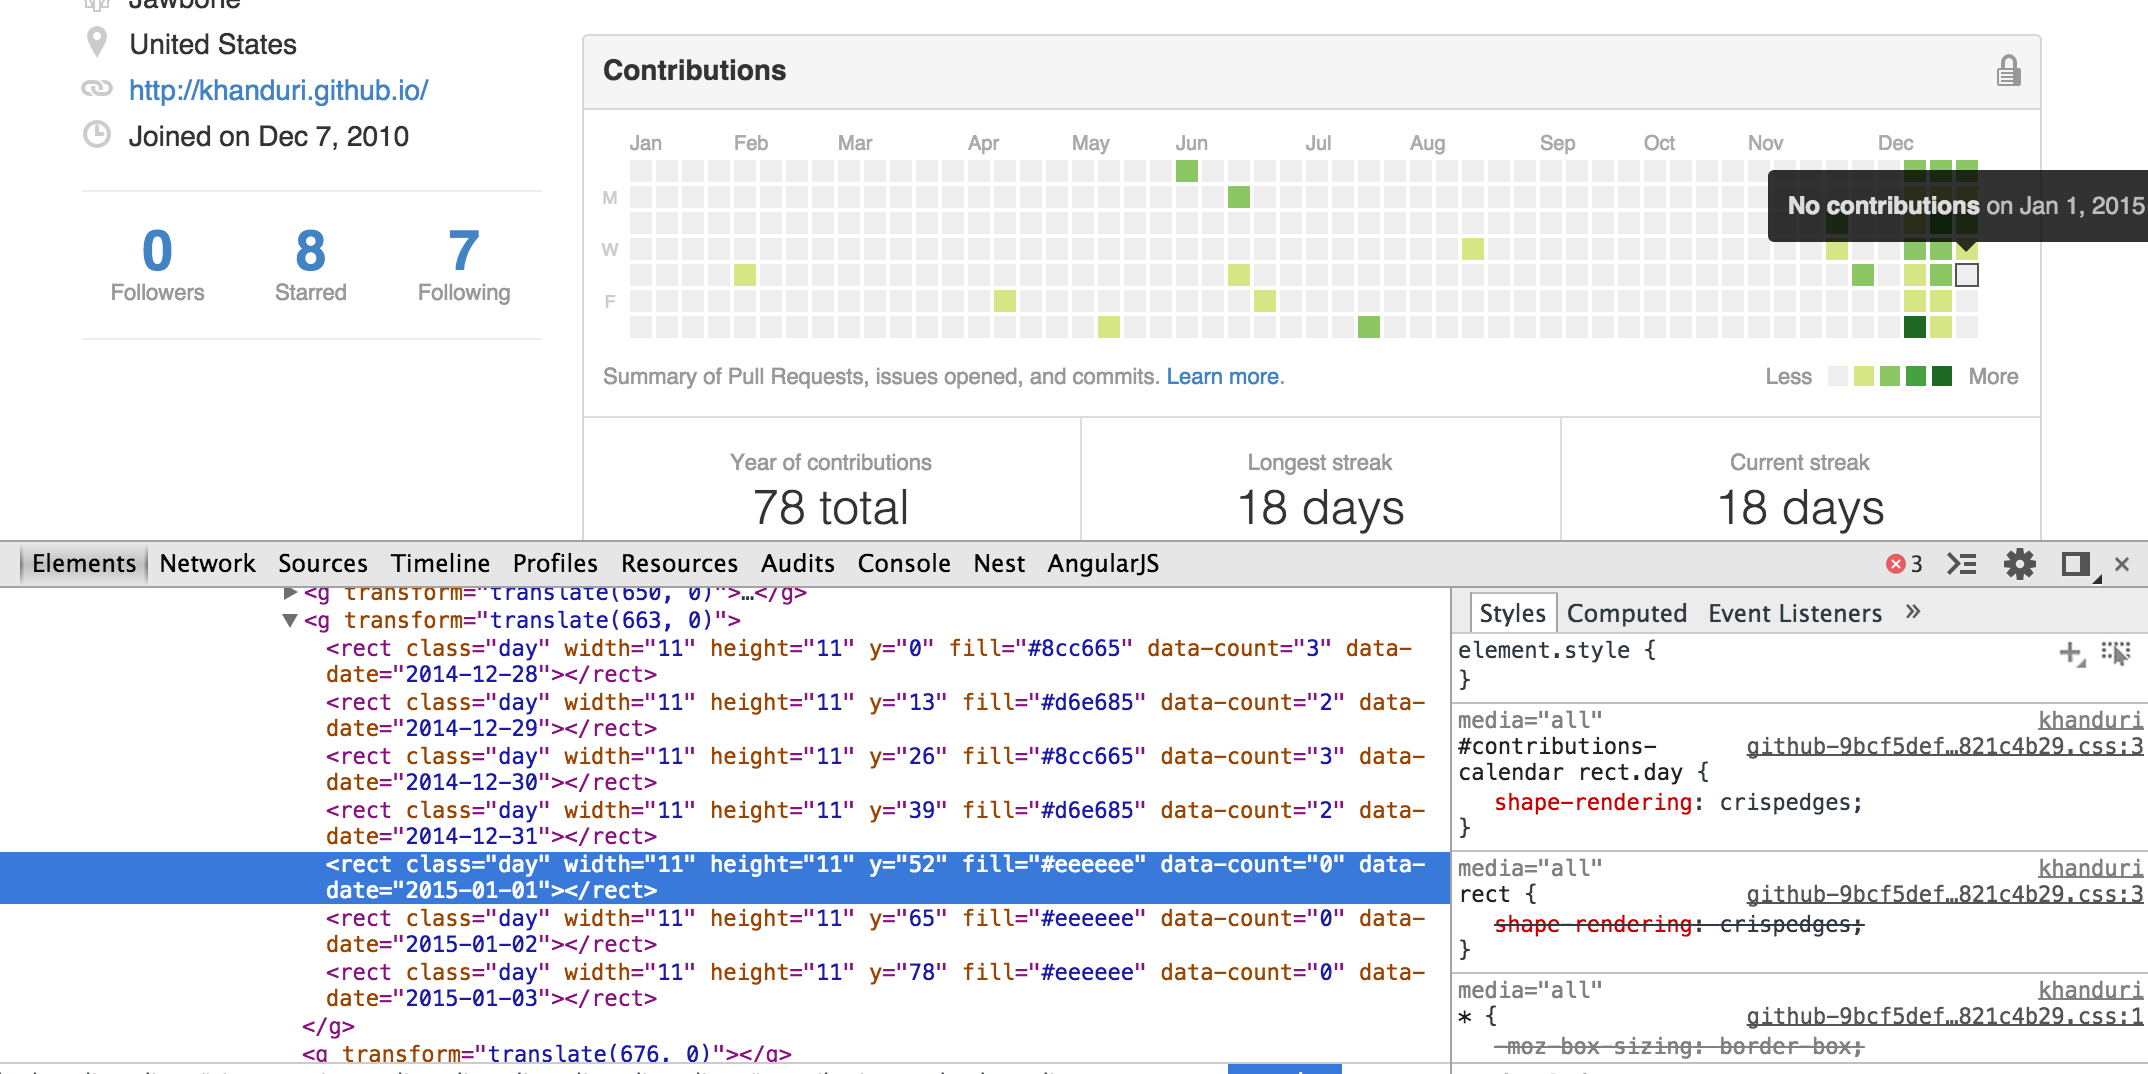 Jawbone
United States
http://khanduri.github.io/
Joined on Dec 7, 2010
0 8 7
Followers Starred Following
Contributions
Jan Feb Mar Apr May Jun Jul Aug Sep Oct Nov Dec
M
W
F
No contributions on Jan 1, 2015
Summary of Pull Requests, issues opened, and commits. Learn more.
Less More
Year of contributions
78 total
Longest streak
18 days
Current streak
18 days
Elements Network Sources Timeline Profiles Resources Audits Console Nest AngularJS 3 ×
<g transform="translate(650, 0)">…</g>
<g transform="translate(663, 0)">
<rect class="day" width="11" height="11" y="0" fill="#8cc665" data-count="3" data-
date="2014-12-28"></rect>
<rect class="day" width="11" height="11" y="13" fill="#d6e685" data-count="2" data-
date="2014-12-29"></rect>
<rect class="day" width="11" height="11" y="26" fill="#8cc665" data-count="3" data-
date="2014-12-30"></rect>
<rect class="day" width="11" height="11" y="39" fill="#d6e685" data-count="2" data-
date="2014-12-31"></rect>
<rect class="day" width="11" height="11" y="52" fill="#eeeeee" data-count="0" data-
date="2015-01-01"></rect>
<rect class="day" width="11" height="11" y="65" fill="#eeeeee" data-count="0" data-
date="2015-01-02"></rect>
<rect class="day" width="11" height="11" y="78" fill="#eeeeee" data-count="0" data-
date="2015-01-03"></rect>
</g>
<g transform="translate(676, 0)"></g>
Styles Computed Event Listeners »
element.style {
}
media="all" khanduri
#contributions- github-9bcf5def…821c4b29.css:3
calendar rect.day {
shape-rendering: crispedges;
}
media="all" khanduri
rect { github-9bcf5def…821c4b29.css:3
shape-rendering: crispedges;
}
media="all" khanduri
* { github-9bcf5def…821c4b29.css:1
-moz-box-sizing: border-box;